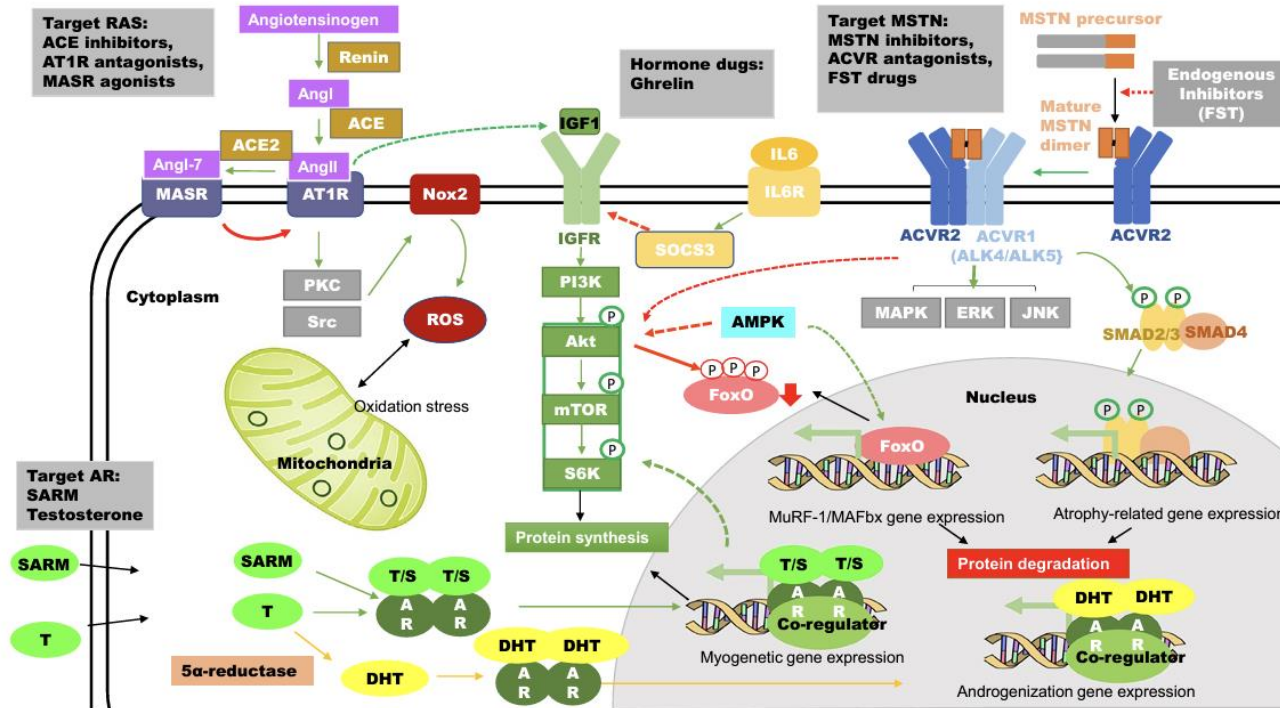 Target RAS:
ACE inhibitors,
AT1R antagonists,
MASR agonists
Angiotensinogen
Renin
AngI
ACE
ACE2
AngI-7
AngII
MASR
AT1R
Nox2
PKC
Src
ROS
Cytoplasm
Oxidation stress
Mitochondria
Hormone dugs:
Ghrelin
IGF1
IGFR
IL6
IL6R
SOCS3
PI3K
P
Akt
P
mTOR
P
S6K
Protein synthesis
AMPK
P P P
FoxO
Target MSTN:
MSTN inhibitors,
ACVR antagonists,
FST drugs
MSTN precursor
Endogenous
Inhibitors
(FST)
Mature
MSTN
dimer
ACVR2
ACVR1
(ALK4/ALK5}
ACVR2
MAPK
ERK
JNK
P P
SMAD2/3
SMAD4
Nucleus
FoxO
MuRF-1/MAFbx gene expression
P P
Atrophy-related gene expression
Protein degradation
Target AR:
SARM
Testosterone
SARM
T
SARM
T
T/S T/S
A A
R R
5α-reductase
DHT
DHT DHT
A A
R R
T/S T/S
A A
R R
Co-regulator
Myogenetic gene expression
DHT DHT
A A
R R
Co-regulator
Androgenization gene expression